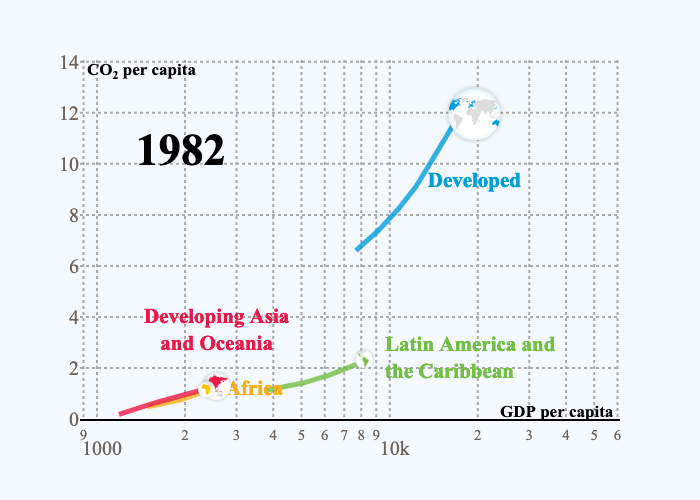 14
CO₂ per capita
12
1982
10
Developed
8
6
4
Developing Asia
and Oceania
Latin America and
the Caribbean
2
Africa
0
GDP per capita
9 2 3 4 5 6 7 8 9 2 3 4 5 6
1000 10k